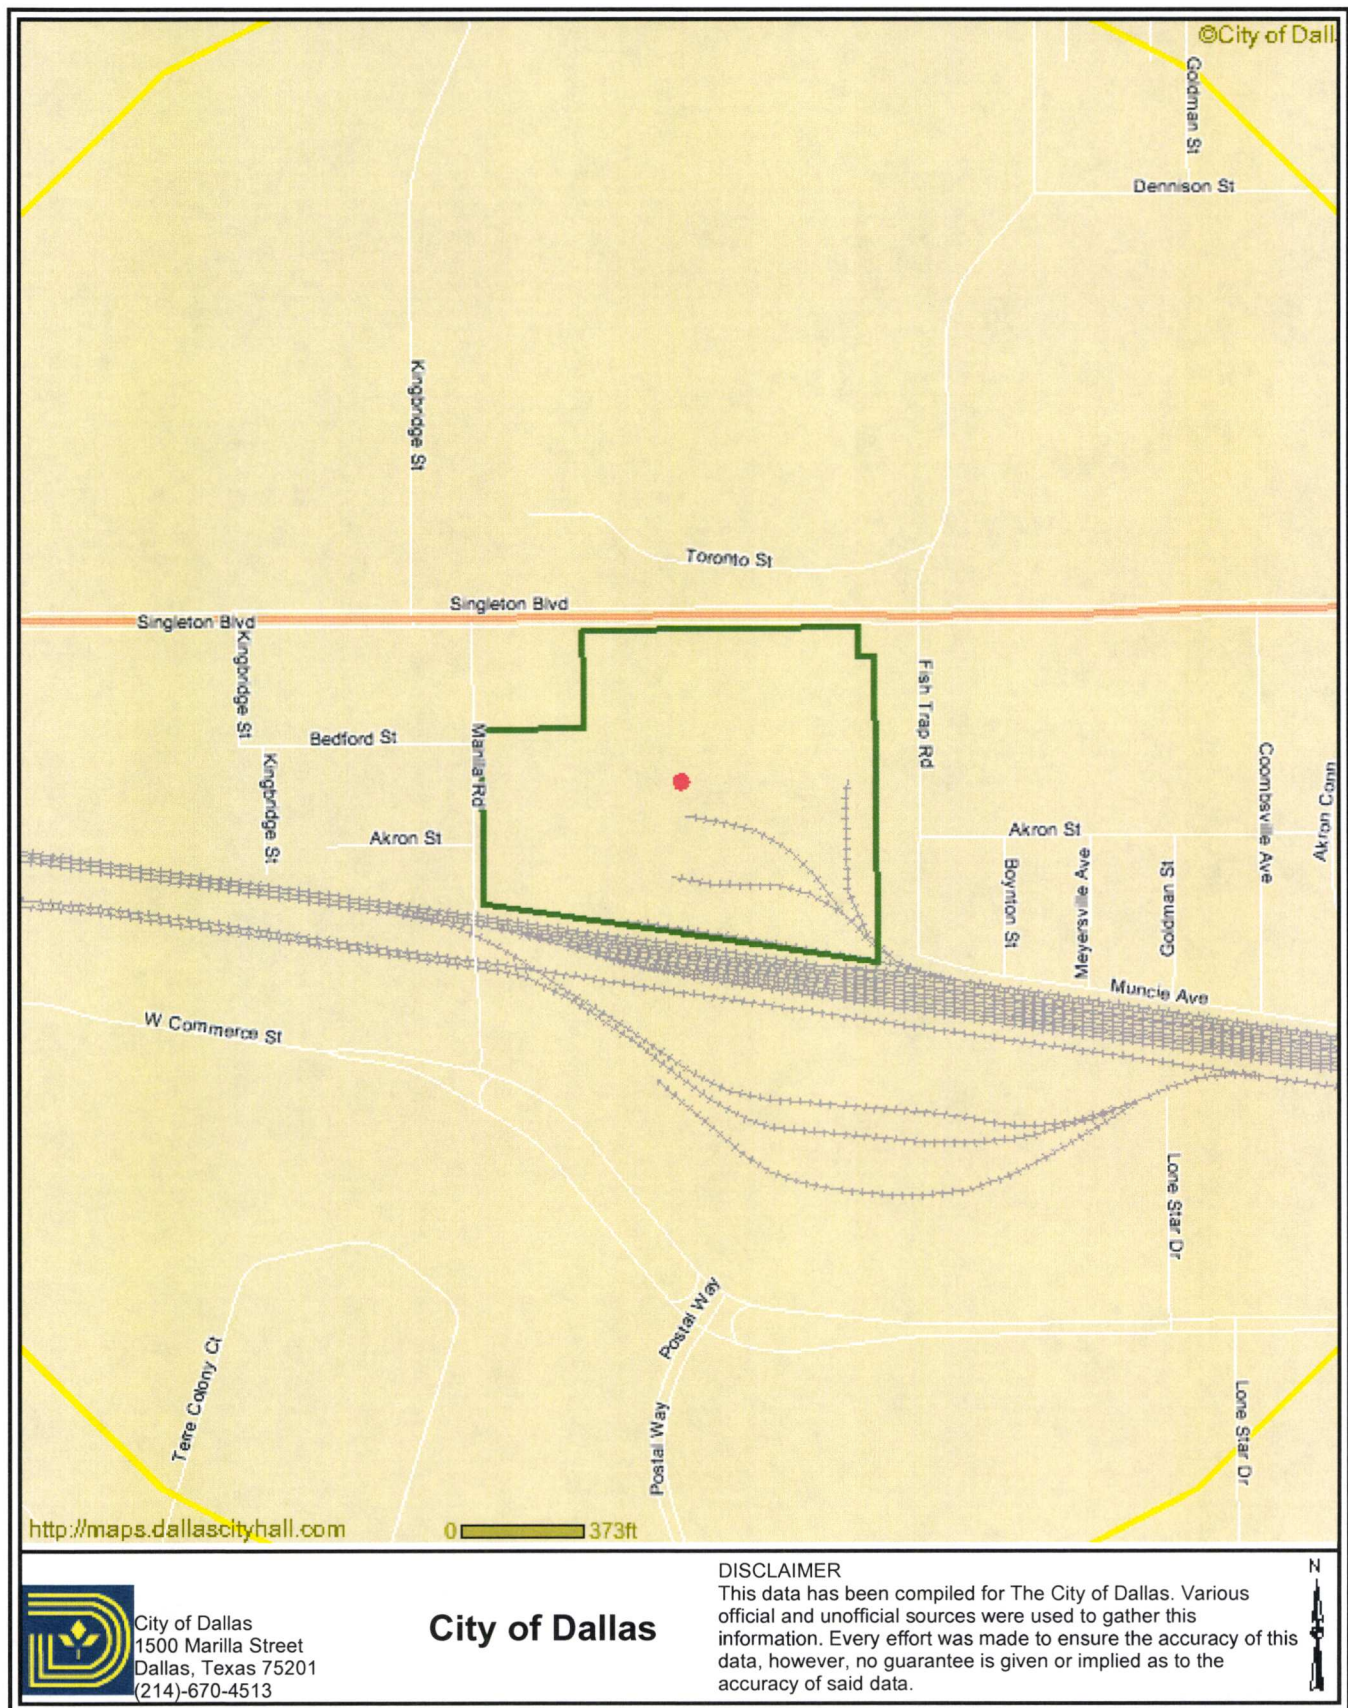 ©City of Dall
Goldman St
Dennison St
Kingbridge St
Toronto St
Singleton Blvd
Singleton Blvd
Kingbridge St
Fish Trap Rd
Bedford St
Manila Rd
Kingbridge St
Coombsville Ave
Akron Conn
Akron St
Akron St
Boynton St
Meyersville Ave
Goldman St
Muncie Ave
W Commerce St
Lone Star Dr
Postal Way
Terre Colony Ct
Postal Way
Lone Star Dr
http://maps.dallascityhall.com
0 373ft
City of Dallas
1500 Marilla Street
Dallas, Texas 75201
(214)-670-4513
City of Dallas
DISCLAIMER
This data has been compiled for The City of Dallas. Various
official and unofficial sources were used to gather this
information. Every effort was made to ensure the accuracy of this
data, however, no guarantee is given or implied as to the
accuracy of said data.
N